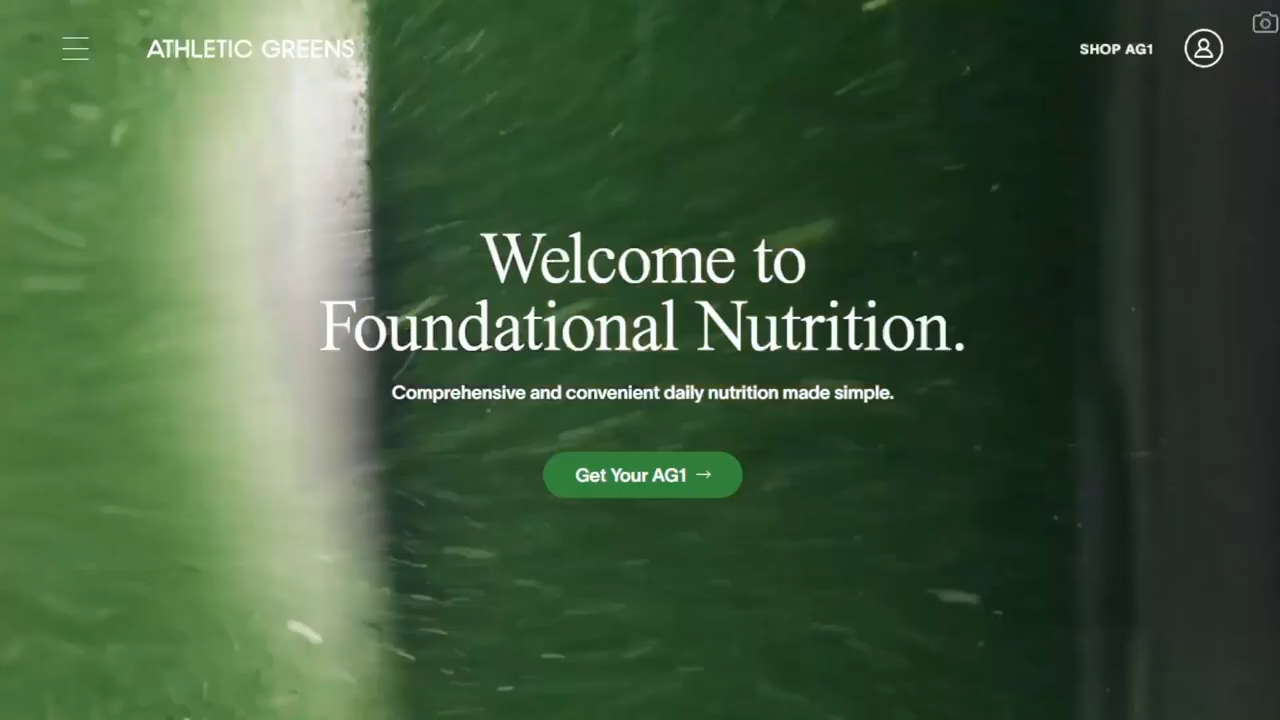 ATHLETIC GREENS
SHOP AG1
Welcome to
Foundational Nutrition.
Comprehensive and convenient daily nutrition made simple.
Get Your AG1 →